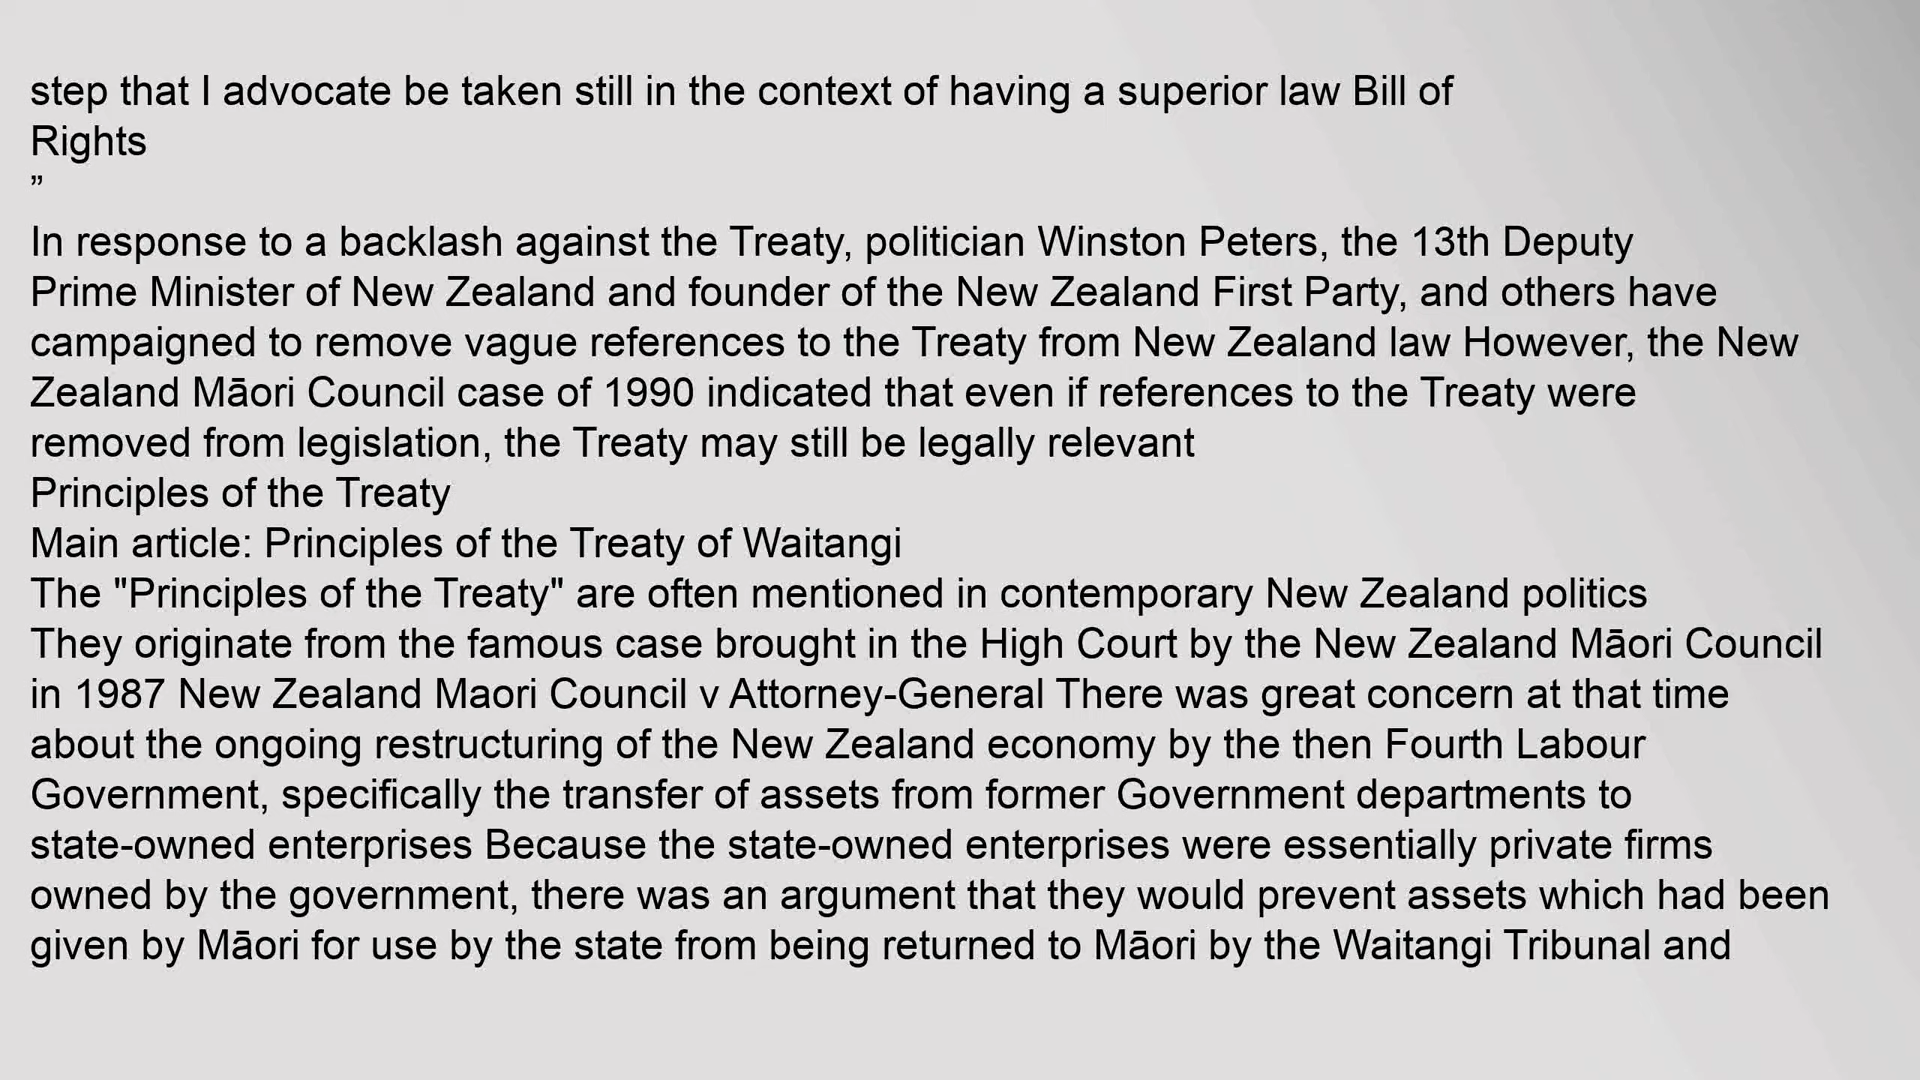 step that I advocate be taken still in the context of having a superior law Bill of
Rights
”
In response to a backlash against the Treaty, politician Winston Peters, the 13th Deputy
Prime Minister of New Zealand and founder of the New Zealand First Party, and others have
campaigned to remove vague references to the Treaty from New Zealand law However, the New
Zealand Māori Council case of 1990 indicated that even if references to the Treaty were
removed from legislation, the Treaty may still be legally relevant
Principles of the Treaty
Main article: Principles of the Treaty of Waitangi
The "Principles of the Treaty" are often mentioned in contemporary New Zealand politics
They originate from the famous case brought in the High Court by the New Zealand Māori Council
in 1987 New Zealand Maori Council v Attorney-General There was great concern at that time
about the ongoing restructuring of the New Zealand economy by the then Fourth Labour
Government, specifically the transfer of assets from former Government departments to
state-owned enterprises Because the state-owned enterprises were essentially private firms
owned by the government, there was an argument that they would prevent assets which had been
given by Māori for use by the state from being returned to Māori by the Waitangi Tribunal and